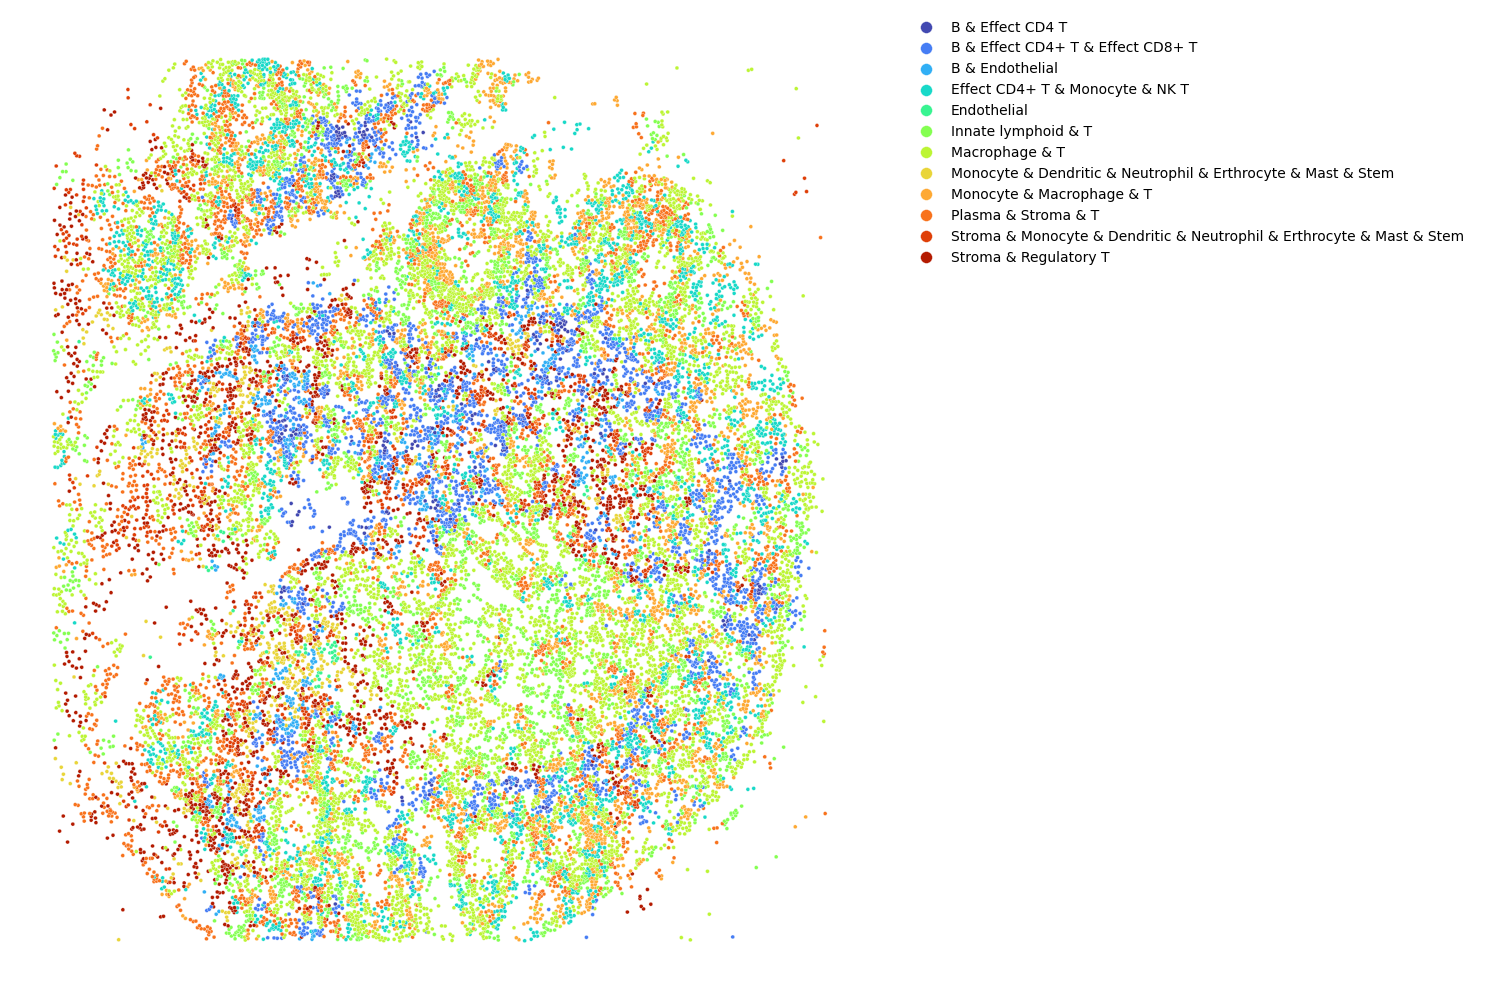 B & Effect CD4 T
B & Effect CD4+ T & Effect CD8+ T
B & Endothelial
Effect CD4+ T & Monocyte & NK T
Endothelial
Innate lymphoid & T
Macrophage & T
Monocyte & Dendritic & Neutrophil & Erthrocyte & Mast & Stem
Monocyte & Macrophage & T
Plasma & Stroma & T
Stroma & Monocyte & Dendritic & Neutrophil & Erthrocyte & Mast & Stem
Stroma & Regulatory T